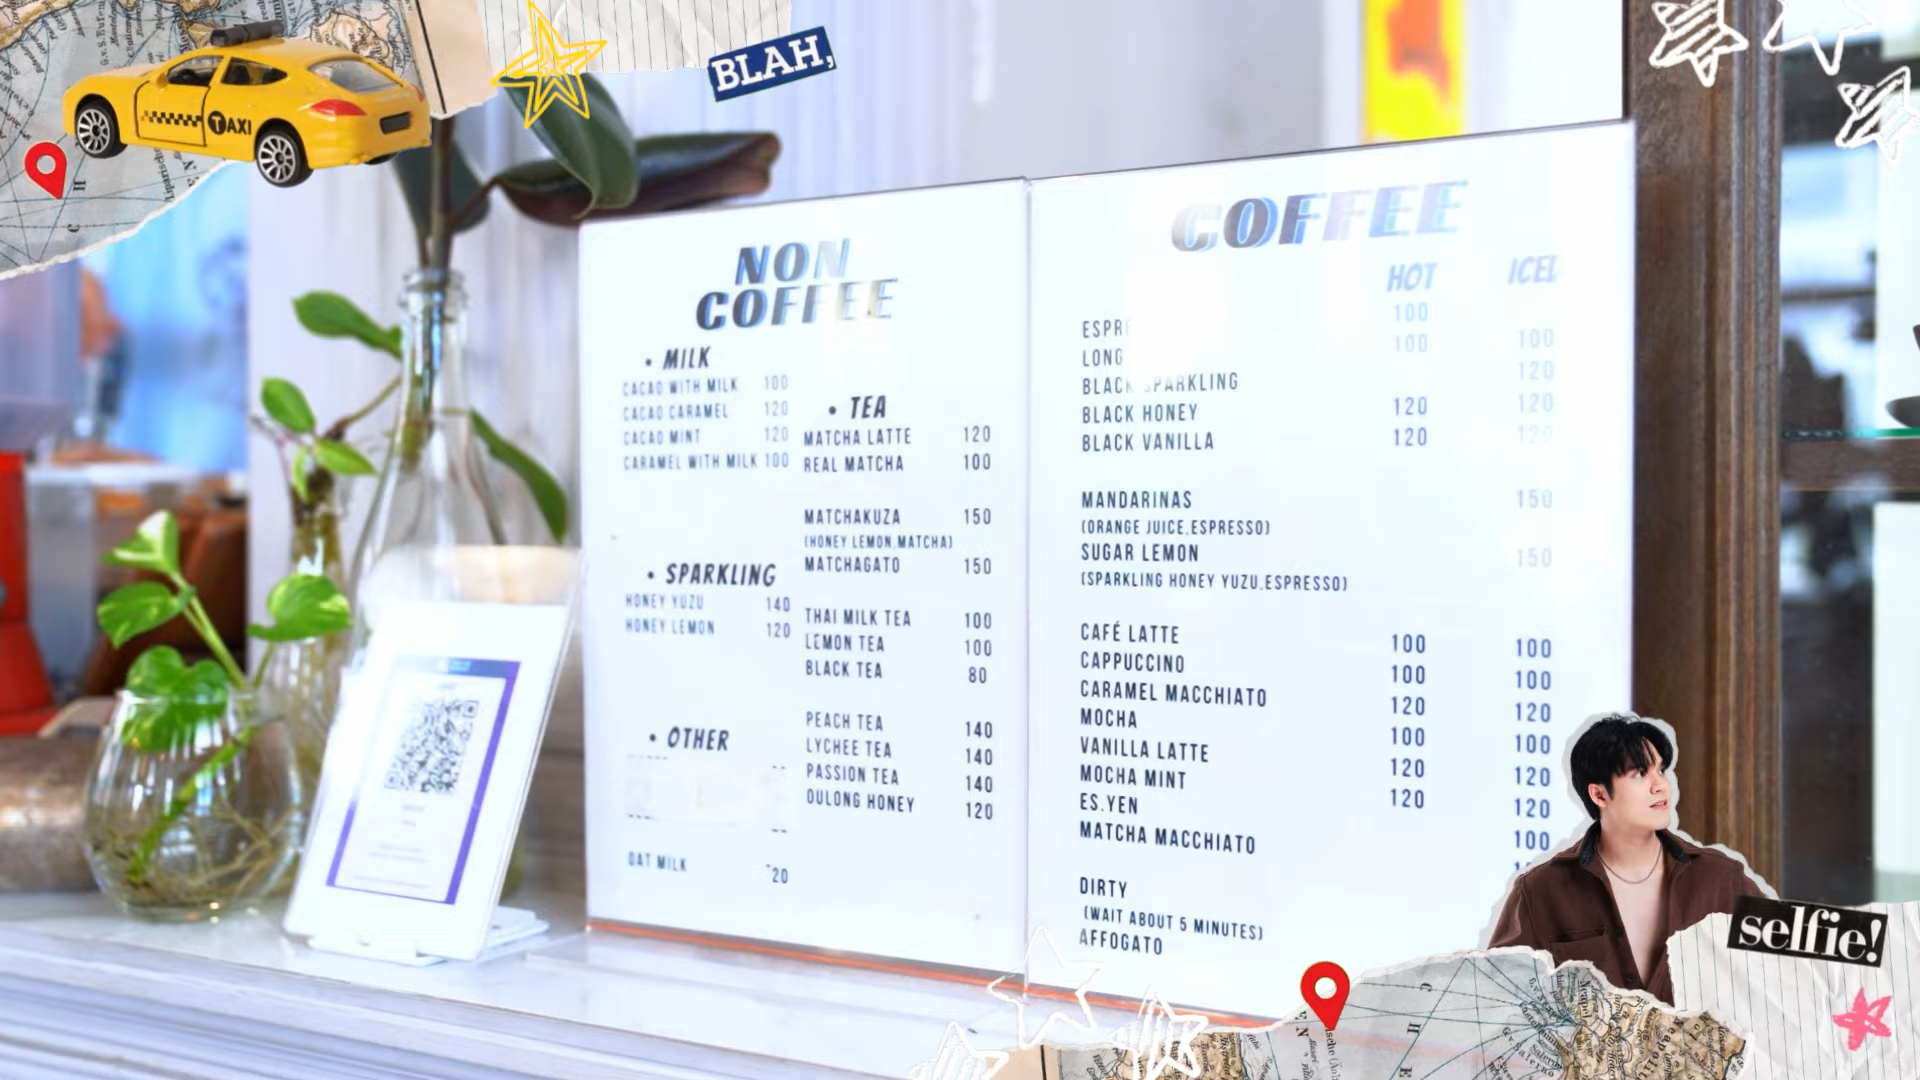 TAXI
BLAH,
NON
COFFEE
• MILK
CACAO WITH MILK 100
CACAO CARAMEL 120
CACAO MINT 120
CARAMEL WITH MILK 100
• SPARKLING
HONEY YUZU 140
HONEY LEMON 120
• OTHER
OAT MILK 20
• TEA
MATCHA LATTE 120
REAL MATCHA 100
MATCHAKUZA 150
(HONEY LEMON,MATCHA)
MATCHAGATO 150
THAI MILK TEA 100
LEMON TEA 100
BLACK TEA 80
PEACH TEA 140
LYCHEE TEA 140
PASSION TEA 140
OULONG HONEY 120
COFFEE
HOT ICED
100
LONG 100 100
BLACK SPARKLING 120
BLACK HONEY 120 120
BLACK VANILLA 120 120
MANDARINAS 150
(ORANGE JUICE,ESPRESSO)
SUGAR LEMON 150
(SPARKLING HONEY YUZU,ESPRESSO)
CAFÉ LATTE 100 100
CAPPUCCINO 100 100
CARAMEL MACCHIATO 120 120
MOCHA 100 100
VANILLA LATTE 120 120
MOCHA MINT 120 120
ES.YEN 100
MATCHA MACCHIATO
DIRTY
(WAIT ABOUT 5 MINUTES)
AFFOGATO
selfie!